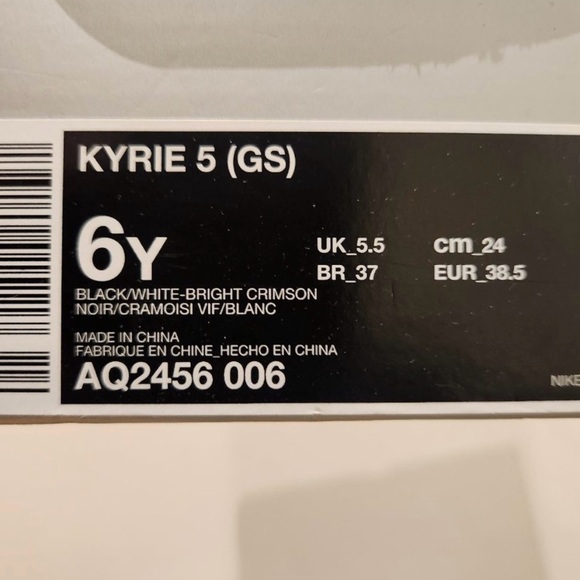 KYRIE 5 (GS)
6Y
UK_5.5 cm_24
BR_37 EUR_38.5
BLACK/WHITE-BRIGHT CRIMSON
NOIR/CRAMOISI VIF/BLANC
MADE IN CHINA
FABRIQUE EN CHINE_HECHO EN CHINA
AQ2456 006
NIKE